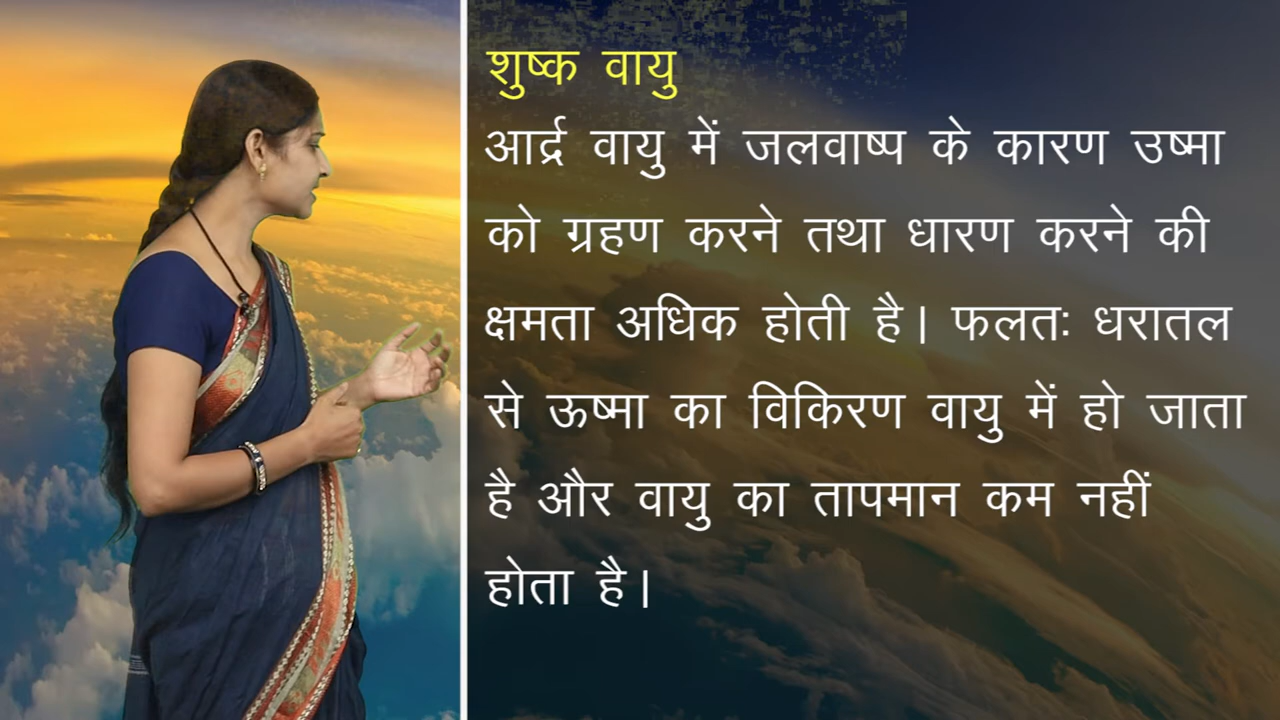 शुष्क वायु
आर्द्र वायु में जलवाष्प के कारण उष्मा
को ग्रहण करने तथा धारण करने की
क्षमता अधिक होती है। फलतः धरातल
से ऊष्मा का विकिरण वायु में हो जाता
है और वायु का तापमान कम नहीं
होता है।